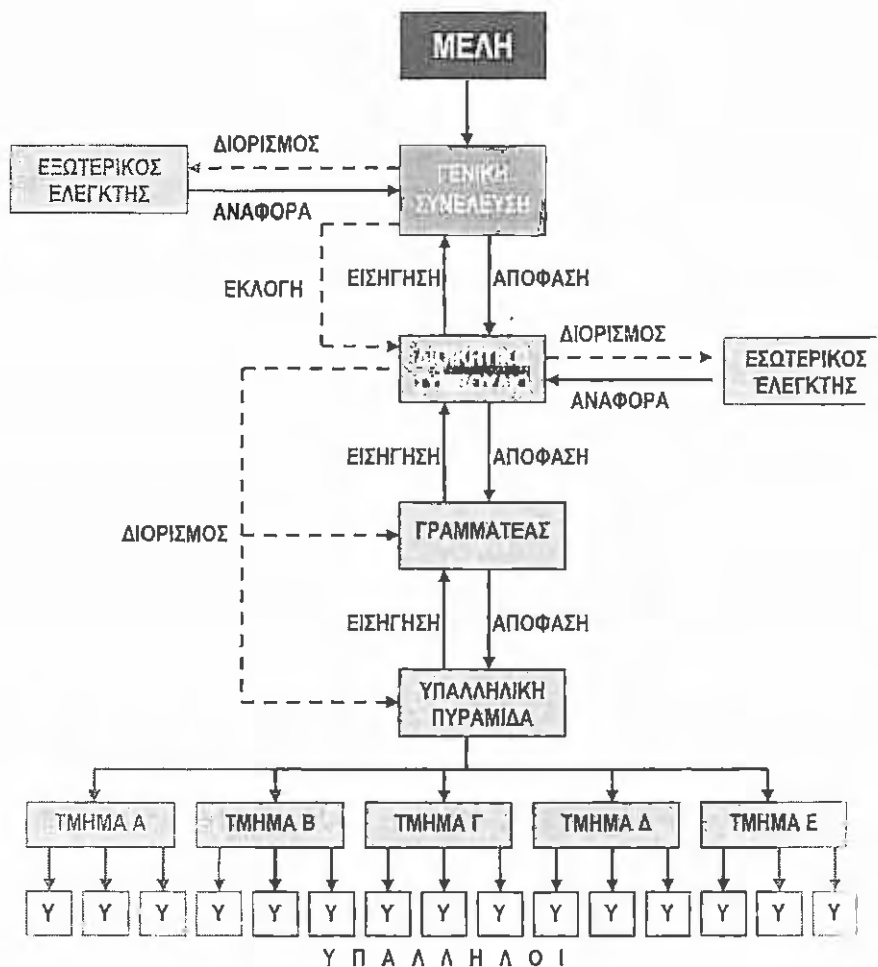 ΜΕΛΗ
ΔΙΟΡΙΣΜΟΣ
ΕΞΩΤΕΡΙΚΟΣ
ΕΛΕΓΚΤΗΣ
ΓΕΝΙΚΗ
ΣΥΝΕΛΕΥΣΗ
ΑΝΑΦΟΡΑ
ΕΚΛΟΓΗ
ΕΙΣΗΓΗΣΗ
ΑΠΟΦΑΣΗ
ΔΙΟΡΙΣΜΟΣ
ΕΣΩΤΕΡΙΚΟΣ
ΕΛΕΓΚΤΗΣ
ΑΝΑΦΟΡΑ
ΕΙΣΗΓΗΣΗ
ΑΠΟΦΑΣΗ
ΔΙΟΡΙΣΜΟΣ
ΓΡΑΜΜΑΤΕΑΣ
ΕΙΣΗΓΗΣΗ
ΑΠΟΦΑΣΗ
ΥΠΑΛΛΗΛΙΚΗ
ΠΥΡΑΜΙΔΑ
ΤΜΗΜΑ Α ΤΜΗΜΑ Β ΤΜΗΜΑ Γ ΤΜΗΜΑ Δ ΤΜΗΜΑ Ε
Υ Υ Υ Υ Υ Υ Υ Υ Υ Υ Υ Υ Υ Υ Υ
Υ Π Α Λ Λ Η Λ Ο Ι